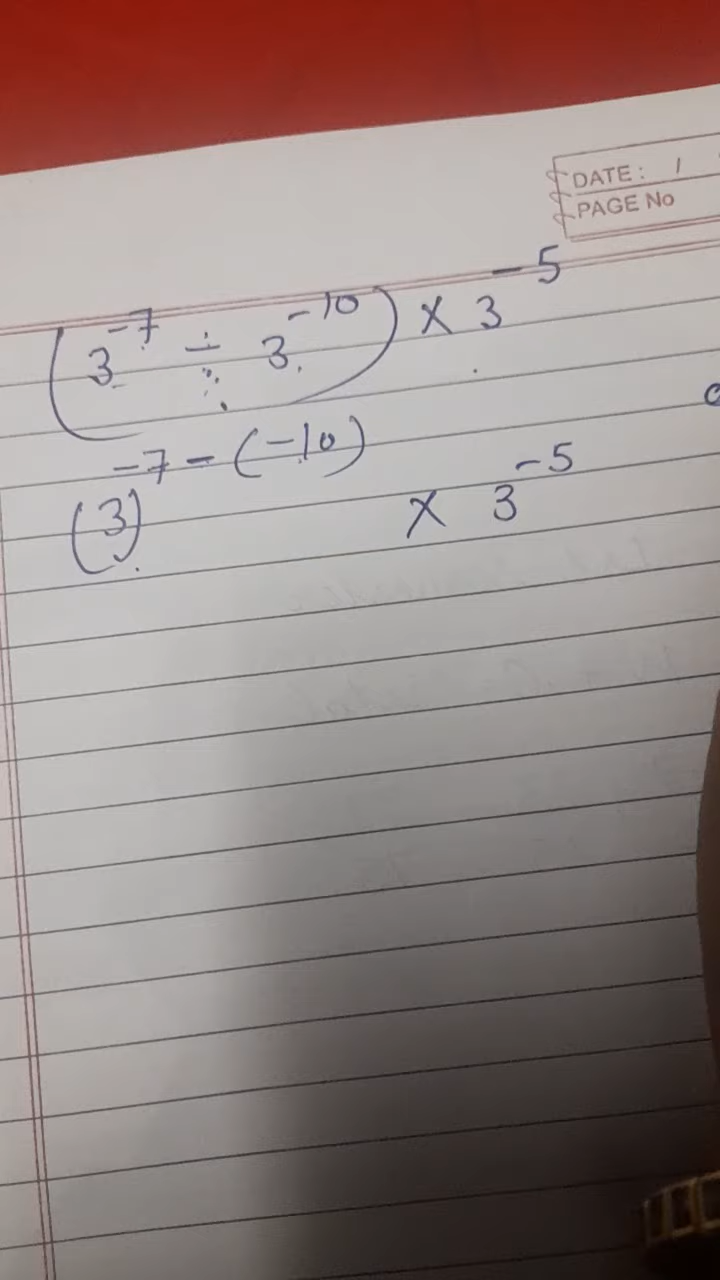 DATE: /
PAGE No
(3⁻⁷ ÷ 3⁻¹⁰) × 3⁻⁵
(3)⁻⁷⁻⁽⁻¹⁰⁾ × 3⁻⁵